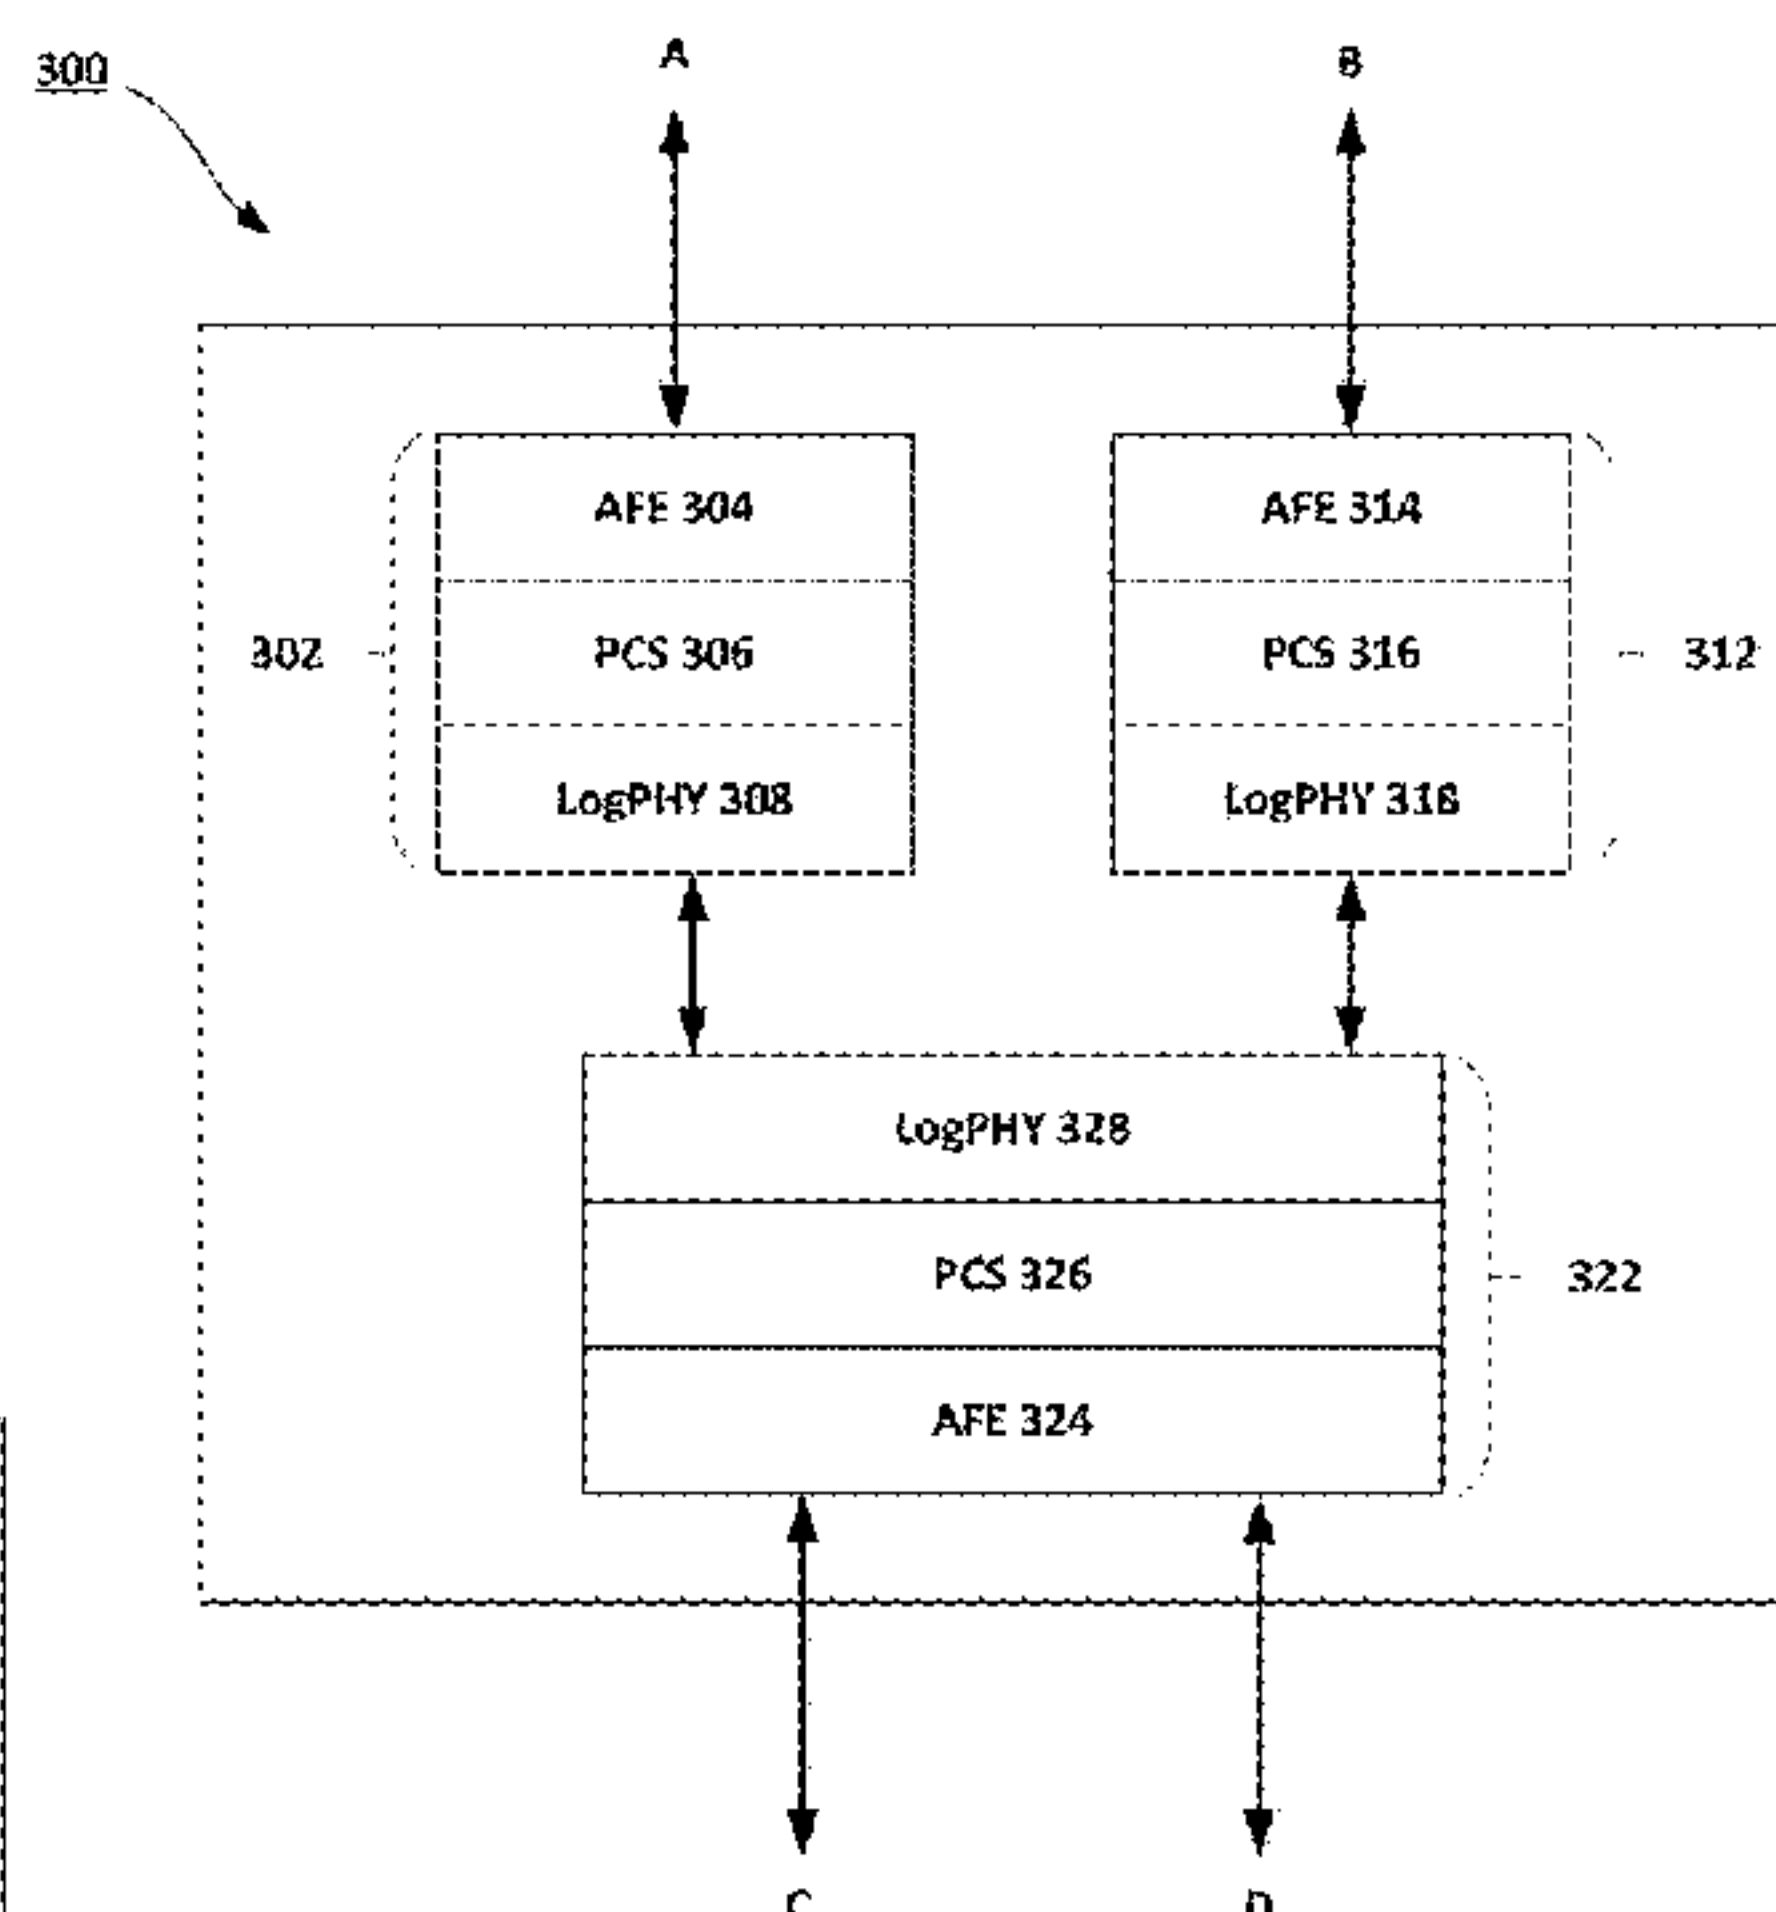 300
A
B
AFE 304
AFE 314
302
PCS 306
PCS 316
312
LogPHY 308
LogPHY 318
LogPHY 328
PCS 326
322
AFE 324
C
D